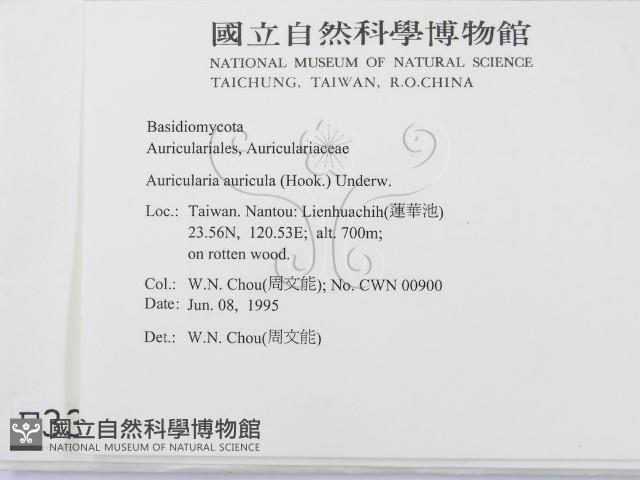 國立自然科學博物館
NATIONAL MUSEUM OF NATURAL SCIENCE
TAICHUNG, TAIWAN, R.O.CHINA
Basidiomycota
Auriculariales, Auriculariaceae
Auricularia auricula (Hook.) Underw.
Loc.: Taiwan. Nantou: Lienhuachih(蓮華池)
23.56N, 120.53E; alt. 700m;
on rotten wood.
Col.: W.N. Chou(周文能); No. CWN 00900
Date: Jun. 08, 1995
Det.: W.N. Chou(周文能)
國立自然科學博物館
NATIONAL MUSEUM OF NATURAL SCIENCE